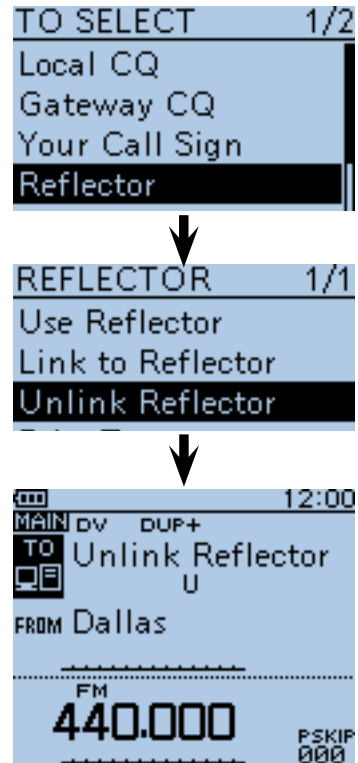 TO SELECT 1/2
Local CQ
Gateway CQ
Your Call Sign
Reflector
REFLECTOR 1/1
Use Reflector
Link to Reflector
Unlink Reflector
12:00
MAIN DV DUP+
TO Unlink Reflector
U
FROM Dallas
FM
440.000 PSKIP
000